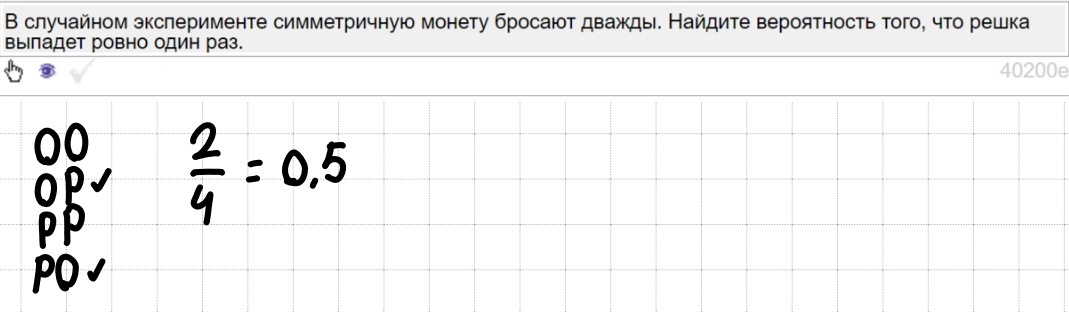 В случайном эксперименте симметричную монету бросают дважды. Найдите вероятность того, что решка
выпадет ровно один раз.
40200e
ОО
ОР✓
РР
РО✓
2/4 = 0,5